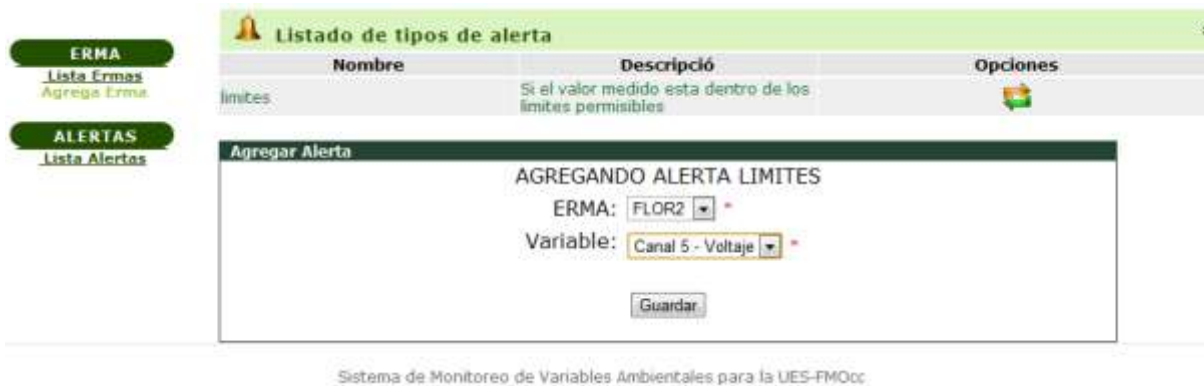 ERMA
Lista Ermas
Agrega Erma
ALERTAS
Lista Alertas
Listado de tipos de alerta
Nombre Descripció Opciones
limites Si el valor medido esta dentro de los
limites permisibles
Agregar Alerta
AGREGANDO ALERTA LIMITES
ERMA: FLOR2 *
Variable: Canal 5 - Voltaje *
Guardar
Sistema de Monitoreo de Variables Ambientales para la UES-FMOcc